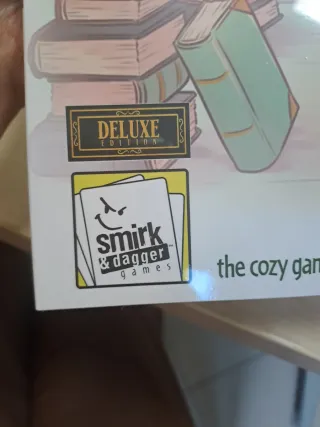 DELUXE
EDITION
smirk
& dagger
games
the cozy gam